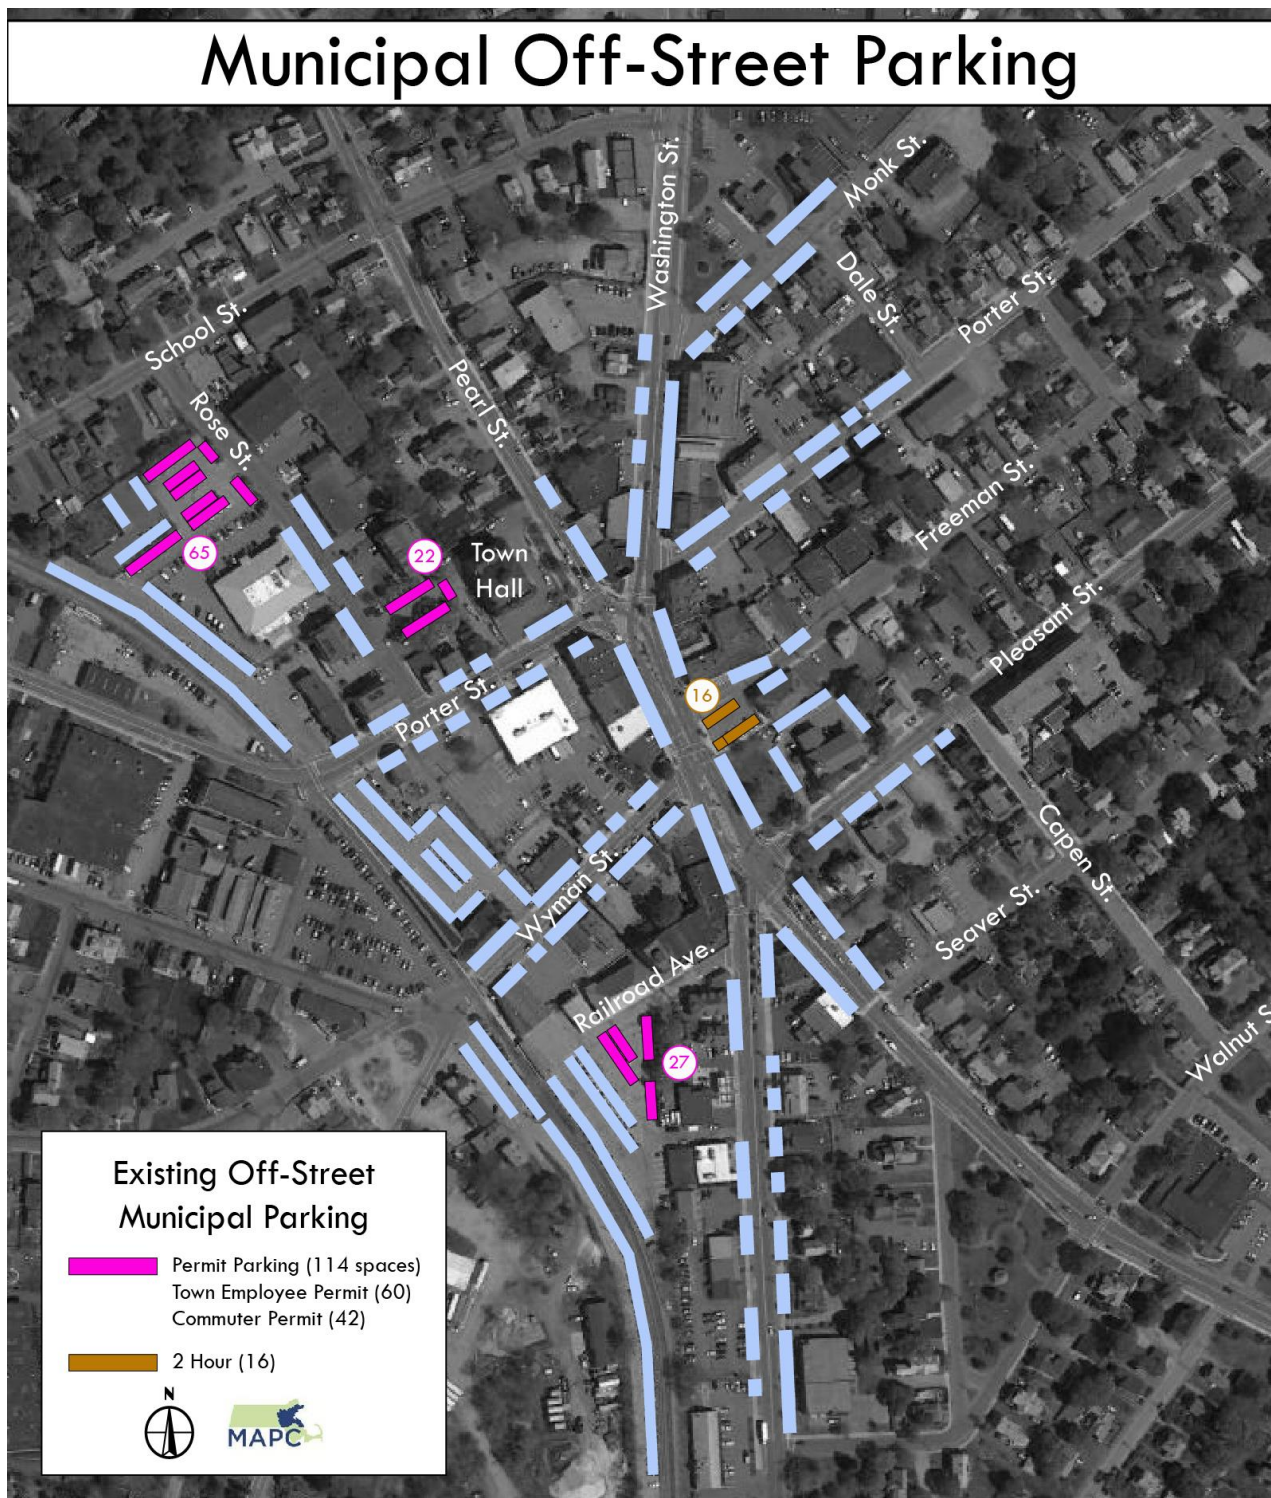 Municipal Off-Street Parking
Washington St.
Monk St.
Dale St.
Porter St.
School St.
Pearl St.
Rose St.
Freeman St.
65
22
Town
Hall
Pleasant St.
16
Porter St.
Capen St.
Wyman St.
Seaver St.
Railroad Ave.
Walnut S
27
Existing Off-Street
Municipal Parking
Permit Parking (114 spaces)
Town Employee Permit (60)
Commuter Permit (42)
2 Hour (16)
N
MAPC